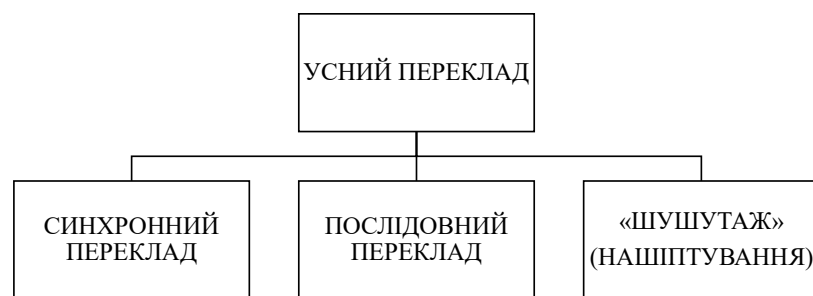 УСНИЙ ПЕРЕКЛАД
СИНХРОННИЙ
ПЕРЕКЛАД
ПОСЛІДОВНИЙ
ПЕРЕКЛАД
«ШУШУТАЖ»
(НАШІПТУВАННЯ)